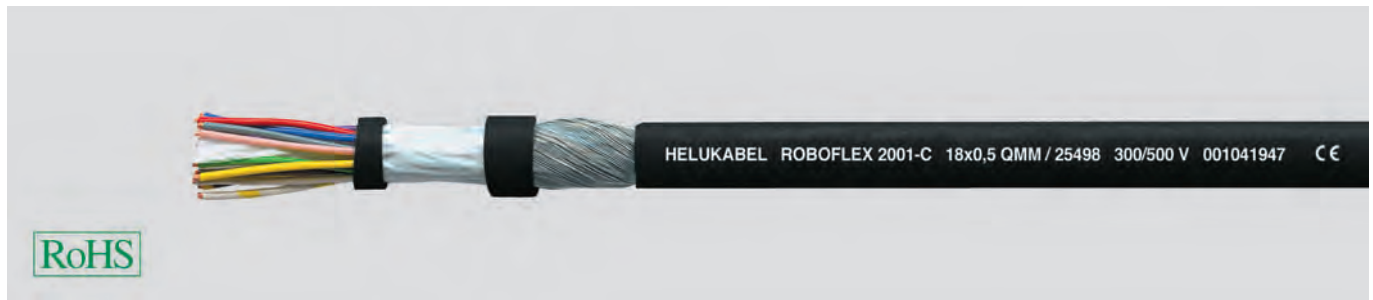 HELUKABEL ROBOFLEX 2001-C 18x0,5 QMM / 25498 300/500 V 001041947 CE
RoHS